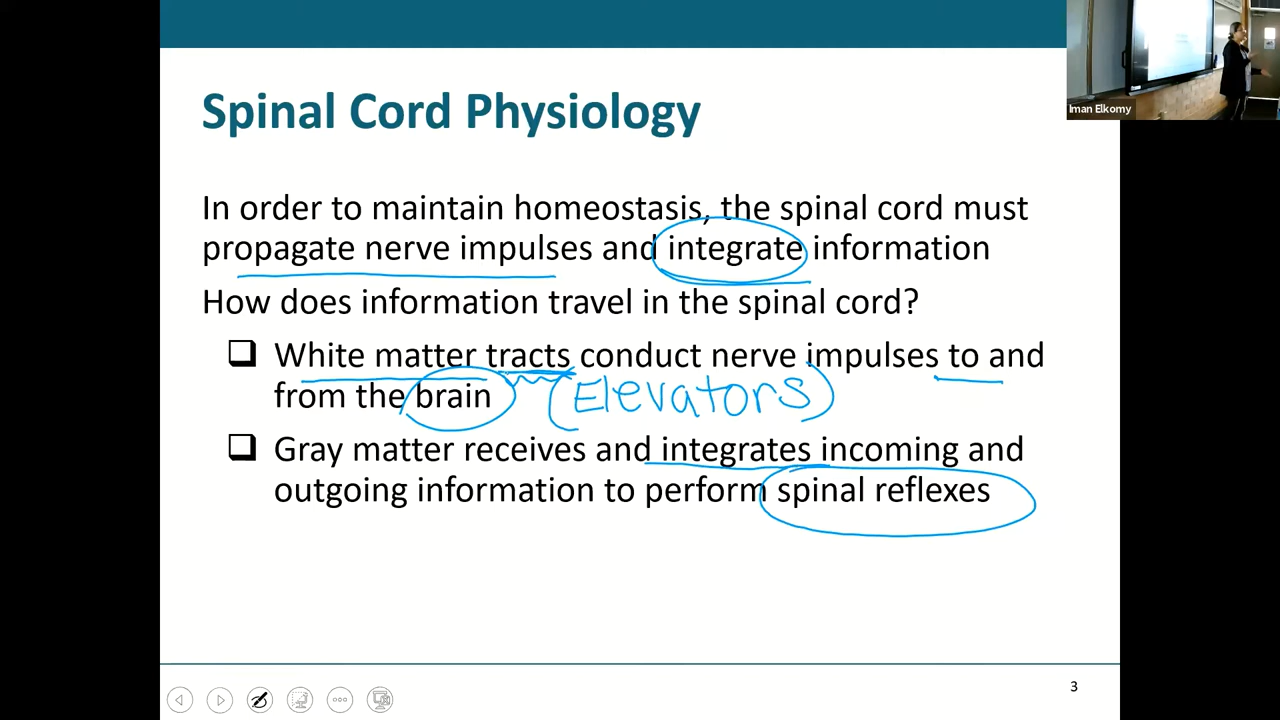 Spinal Cord Physiology
Iman Elkomy
In order to maintain homeostasis, the spinal cord must
propagate nerve impulses and integrate information
How does information travel in the spinal cord?
White matter tracts conduct nerve impulses to and
from the brain (Elevators)
Gray matter receives and integrates incoming and
outgoing information to perform spinal reflexes
3